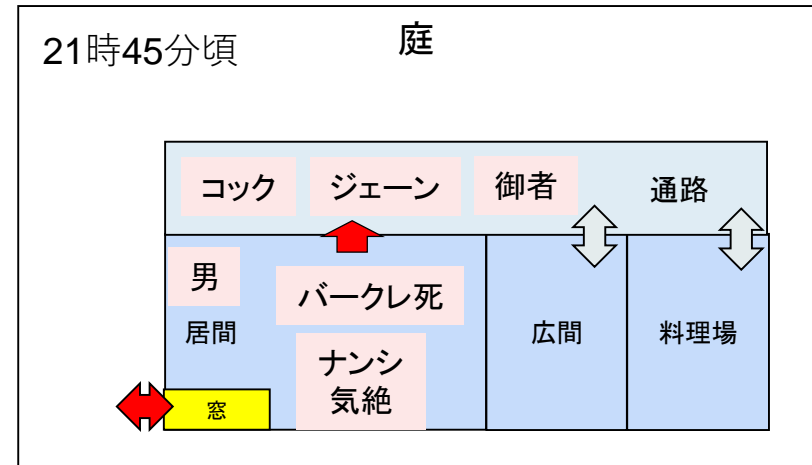 21時45分頃
庭
コック
ジェーン
御者
通路
男
バークレ死
居間
広間
料理場
ナンシ
気絶
窓